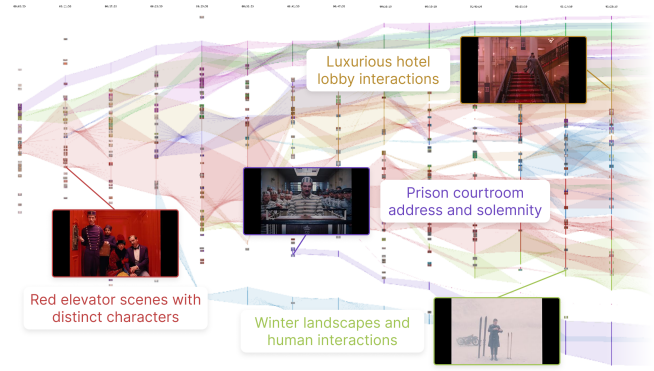 Luxurious hotel
lobby interactions
Prison courtroom
address and solemnity
Red elevator scenes with
distinct characters
Winter landscapes and
human interactions